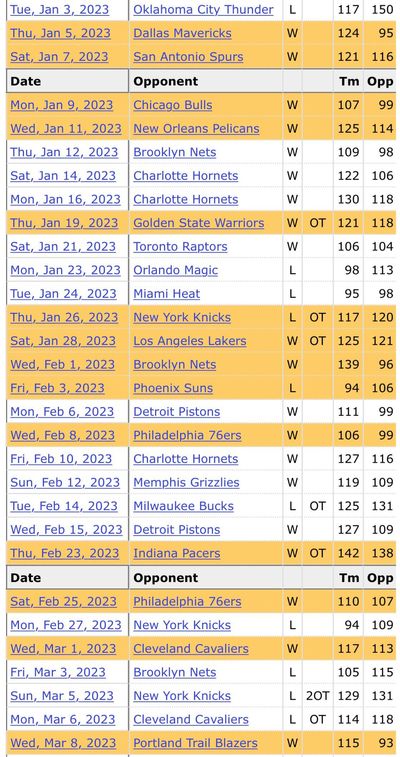 Tue, Jan 3, 2023 Oklahoma City Thunder L 117 150
Thu, Jan 5, 2023 Dallas Mavericks W 124 95
Sat, Jan 7, 2023 San Antonio Spurs W 121 116
Date Opponent Tm Opp
Mon, Jan 9, 2023 Chicago Bulls W 107 99
Wed, Jan 11, 2023 New Orleans Pelicans W 125 114
Thu, Jan 12, 2023 Brooklyn Nets W 109 98
Sat, Jan 14, 2023 Charlotte Hornets W 122 106
Mon, Jan 16, 2023 Charlotte Hornets W 130 118
Thu, Jan 19, 2023 Golden State Warriors W OT 121 118
Sat, Jan 21, 2023 Toronto Raptors W 106 104
Mon, Jan 23, 2023 Orlando Magic L 98 113
Tue, Jan 24, 2023 Miami Heat L 95 98
Thu, Jan 26, 2023 New York Knicks L OT 117 120
Sat, Jan 28, 2023 Los Angeles Lakers W OT 125 121
Wed, Feb 1, 2023 Brooklyn Nets W 139 96
Fri, Feb 3, 2023 Phoenix Suns L 94 106
Mon, Feb 6, 2023 Detroit Pistons W 111 99
Wed, Feb 8, 2023 Philadelphia 76ers W 106 99
Fri, Feb 10, 2023 Charlotte Hornets W 127 116
Sun, Feb 12, 2023 Memphis Grizzlies W 119 109
Tue, Feb 14, 2023 Milwaukee Bucks L OT 125 131
Wed, Feb 15, 2023 Detroit Pistons W 127 109
Thu, Feb 23, 2023 Indiana Pacers W OT 142 138
Date Opponent Tm Opp
Sat, Feb 25, 2023 Philadelphia 76ers W 110 107
Mon, Feb 27, 2023 New York Knicks L 94 109
Wed, Mar 1, 2023 Cleveland Cavaliers W 117 113
Fri, Mar 3, 2023 Brooklyn Nets L 105 115
Sun, Mar 5, 2023 New York Knicks L 2OT 129 131
Mon, Mar 6, 2023 Cleveland Cavaliers L OT 114 118
Wed, Mar 8, 2023 Portland Trail Blazers W 115 93